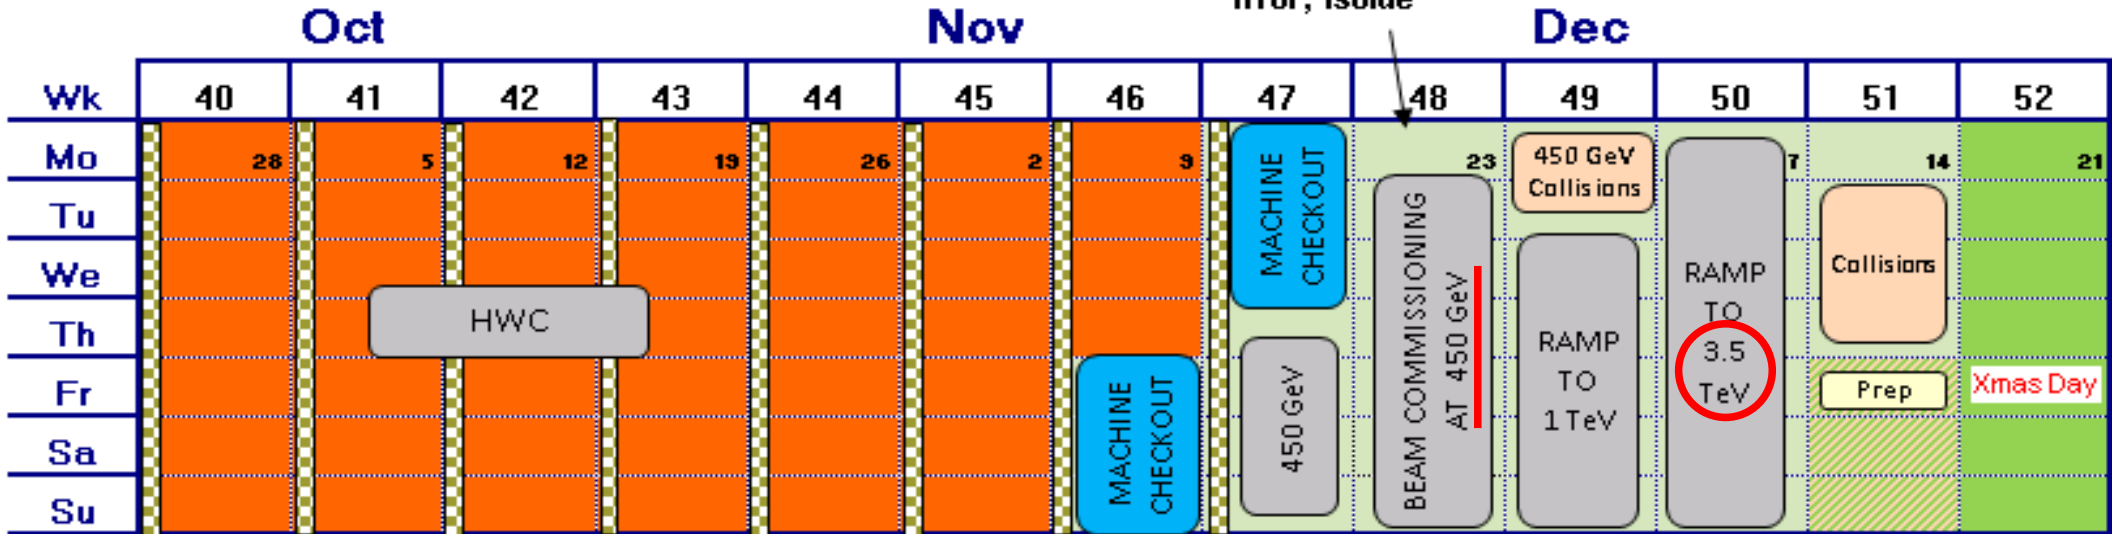 Oct Nov Dec
Wk 40 41 42 43 44 45 46 47 48 49 50 51 52
Mo 28 5 12 19 26 2 9 23 7 14 21
Tu
We
Th
Fr
Sa
Su
HWC
MACHINE
CHECKOUT
MACHINE
CHECKOUT
450 GeV
BEAM COMMISSIONING
AT 450 GeV
450 GeV
Collisions
RAMP
TO
1 TeV
RAMP
TO
3.5
TeV
Collisions
Prep
Xmas Day